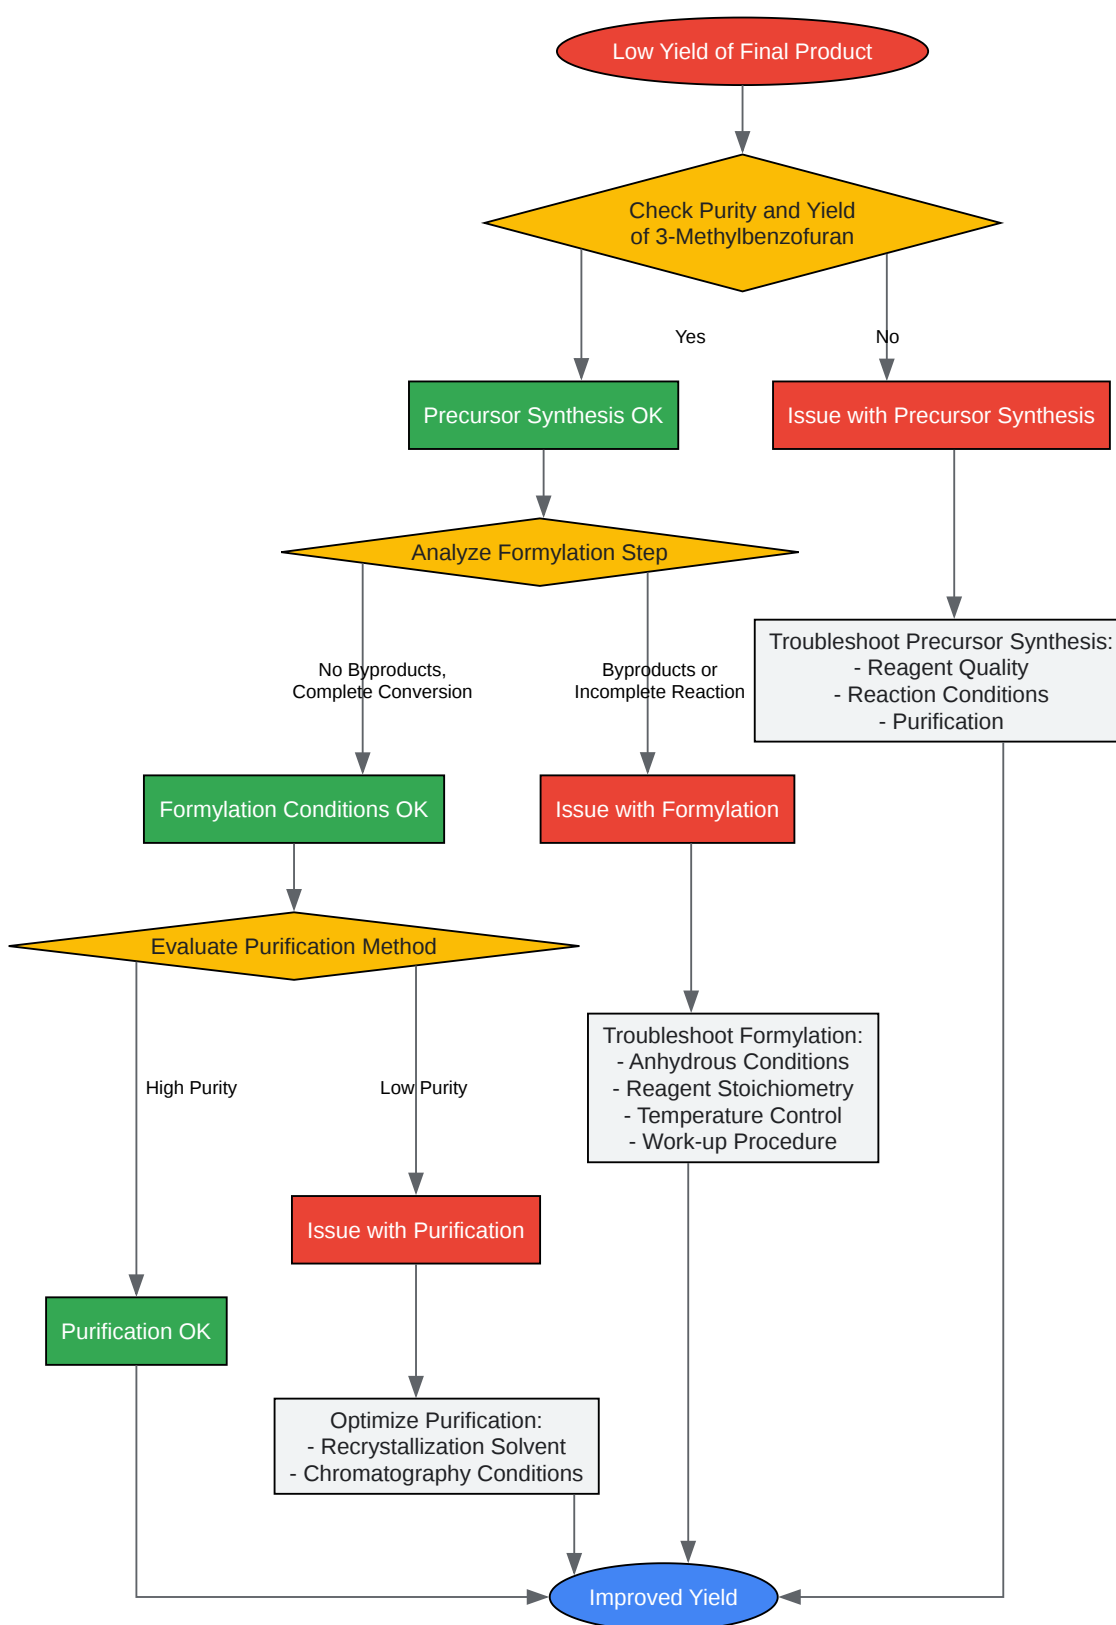 Low Yield of Final Product
Check Purity and Yield
of 3-Methylbenzofuran
Yes
No
Precursor Synthesis OK
Issue with Precursor Synthesis
Analyze Formylation Step
Troubleshoot Precursor Synthesis:
- Reagent Quality
- Reaction Conditions
- Purification
No Byproducts,
Complete Conversion
Byproducts or
Incomplete Reaction
Formylation Conditions OK
Issue with Formylation
Evaluate Purification Method
Troubleshoot Formylation:
- Anhydrous Conditions
- Reagent Stoichiometry
- Temperature Control
- Work-up Procedure
High Purity
Low Purity
Issue with Purification
Purification OK
Optimize Purification:
- Recrystallization Solvent
- Chromatography Conditions
Improved Yield